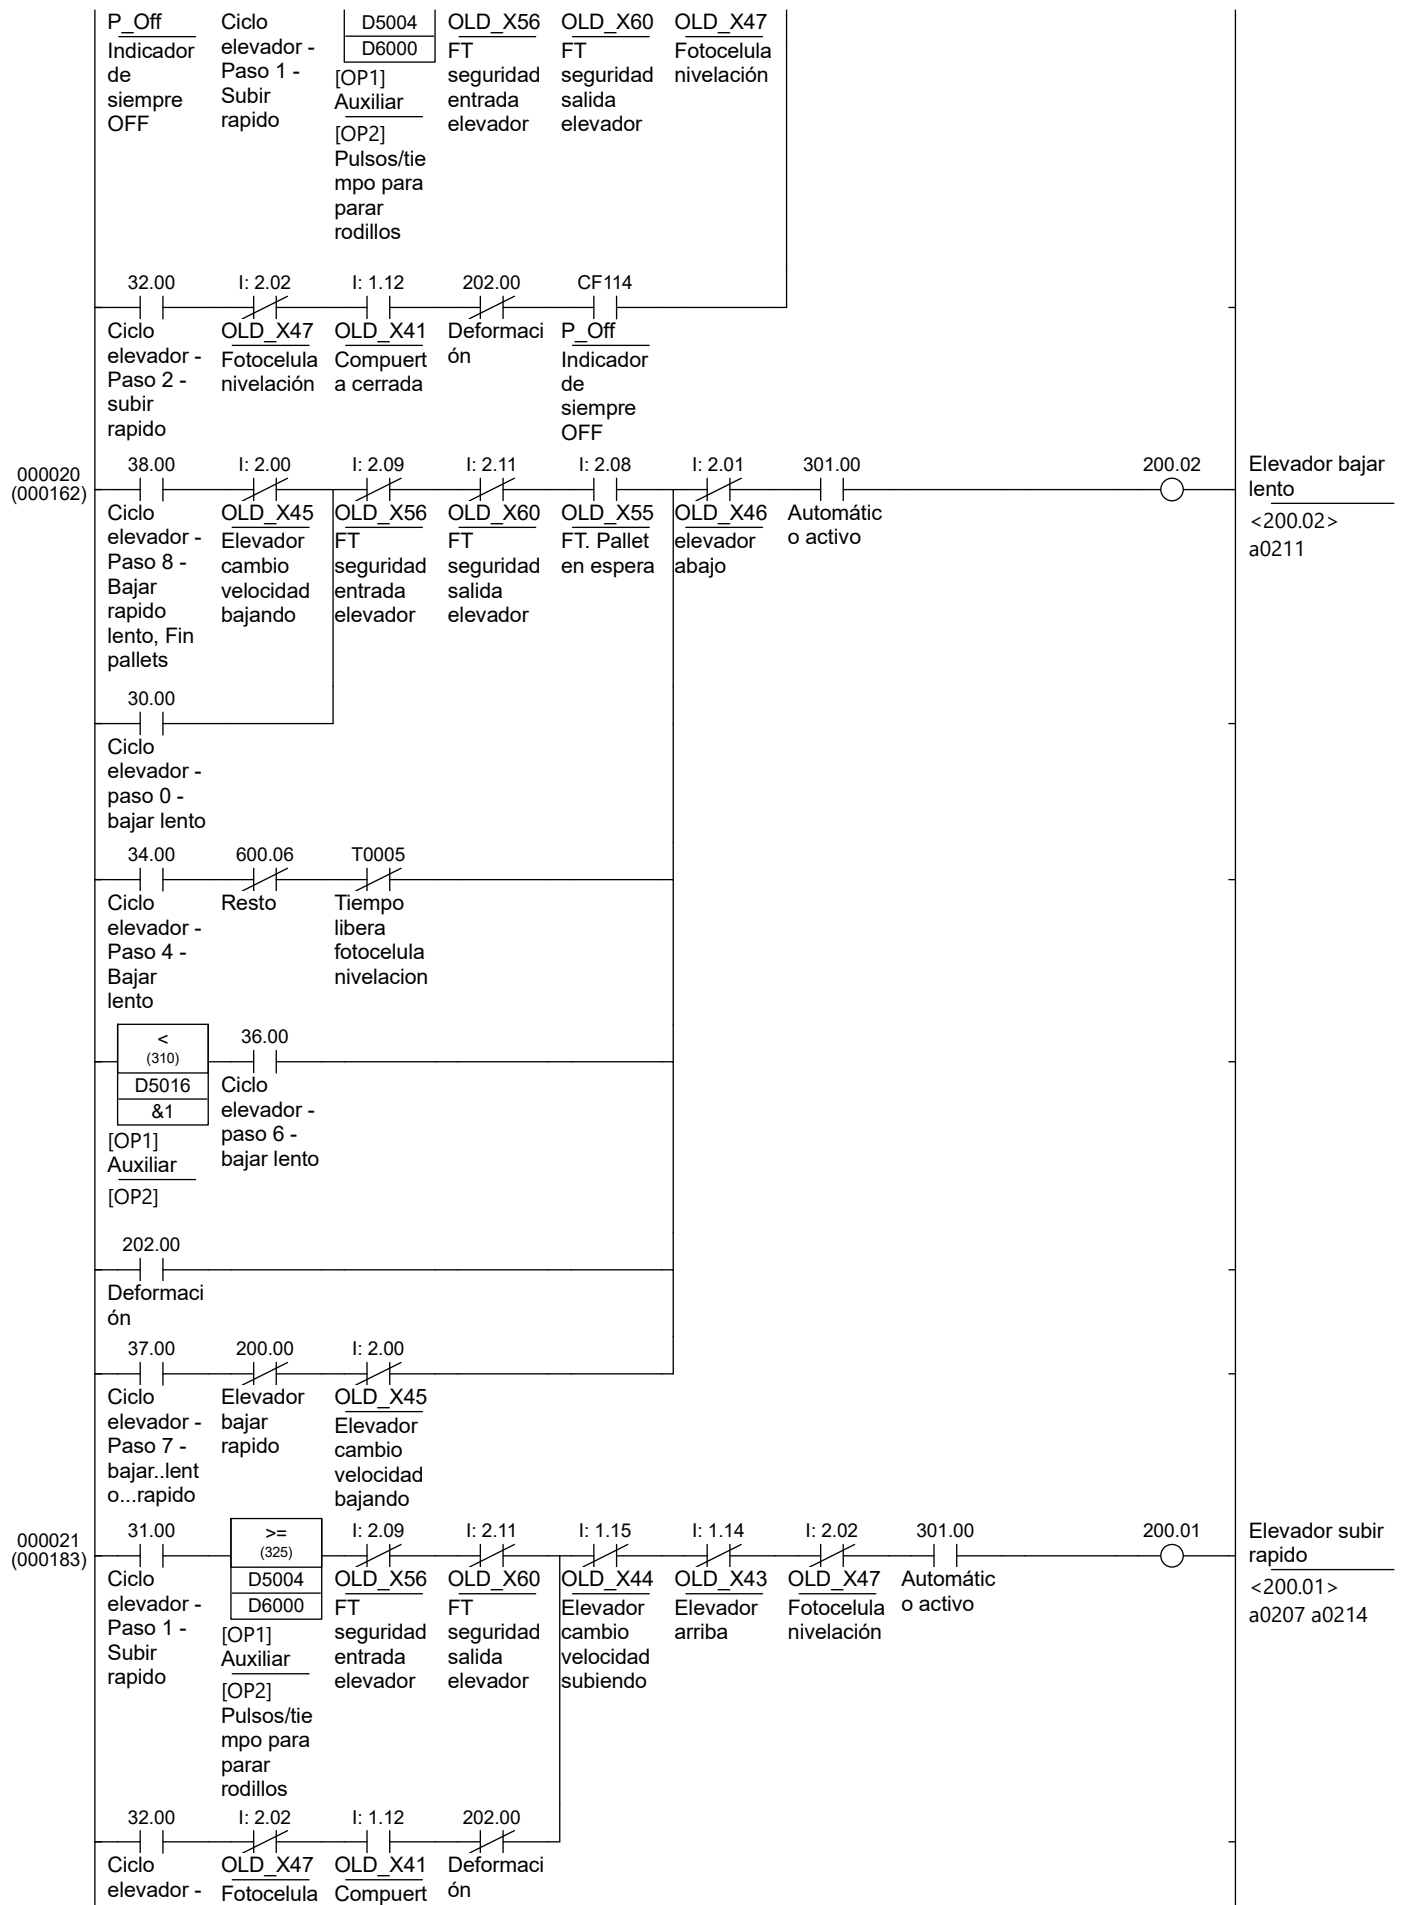 P_Off
Indicador
de
siempre
OFF
Ciclo
elevador -
Paso 1 -
Subir
rapido
D5004
D6000
[OP1]
Auxiliar
[OP2]
Pulsos/tie
mpo para
parar
rodillos
OLD_X56
FT
seguridad
entrada
elevador
OLD_X60
FT
seguridad
salida
elevador
OLD_X47
Fotocelula
nivelación
32.00
I: 2.02
I: 1.12
202.00
CF114
Ciclo
elevador -
Paso 2 -
subir
rapido
OLD_X47
Fotocelula
nivelación
OLD_X41
Compuert
a cerrada
Deformaci
ón
P_Off
Indicador
de
siempre
OFF
000020
(000162)
38.00
I: 2.00
I: 2.09
I: 2.11
I: 2.08
I: 2.01
301.00
200.02
Ciclo
elevador -
Paso 8 -
Bajar
rapido
lento, Fin
pallets
OLD_X45
Elevador
cambio
velocidad
bajando
OLD_X56
FT
seguridad
entrada
elevador
OLD_X60
FT
seguridad
salida
elevador
OLD_X55
FT. Pallet
en espera
OLD_X46
elevador
abajo
Automátic
o activo
Elevador bajar
lento
<200.02>
a0211
30.00
Ciclo
elevador -
paso 0 -
bajar lento
34.00
600.06
T0005
Ciclo
elevador -
Paso 4 -
Bajar
lento
Resto
Tiempo
libera
fotocelula
nivelacion
<
(310)
D5016
&1
[OP1]
Auxiliar
[OP2]
36.00
Ciclo
elevador -
paso 6 -
bajar lento
202.00
Deformaci
ón
37.00
200.00
I: 2.00
Ciclo
elevador -
Paso 7 -
bajar..lent
o...rapido
Elevador
bajar
rapido
OLD_X45
Elevador
cambio
velocidad
bajando
000021
(000183)
31.00
>=
(325)
D5004
D6000
[OP1]
Auxiliar
[OP2]
Pulsos/tie
mpo para
parar
rodillos
I: 2.09
I: 2.11
I: 1.15
I: 1.14
I: 2.02
301.00
200.01
Ciclo
elevador -
Paso 1 -
Subir
rapido
OLD_X56
FT
seguridad
entrada
elevador
OLD_X60
FT
seguridad
salida
elevador
OLD_X44
Elevador
cambio
velocidad
subiendo
OLD_X43
Elevador
arriba
OLD_X47
Fotocelula
nivelación
Automátic
o activo
Elevador subir
rapido
<200.01>
a0207 a0214
32.00
I: 2.02
I: 1.12
202.00
Ciclo
elevador -
OLD_X47
Fotocelula
OLD_X41
Compuert
Deformaci
ón